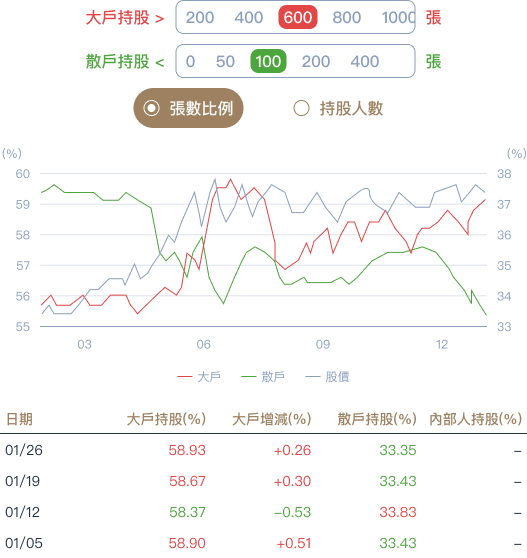 大戶持股 > 200 400 600 800 1000 張
散戶持股 < 0 50 100 200 400 張
張數比例 持股人數
(%) (%)
60 38
59 37
58 36
57 35
56 34
55 33
03 06 09 12
大戶 散戶 股價
日期 大戶持股(%) 大戶增減(%) 散戶持股(%) 內部人持股(%)
01/26 58.93 +0.26 33.35 –
01/19 58.67 +0.30 33.43 –
01/12 58.37 −0.53 33.83 –
01/05 58.90 +0.51 33.43 –